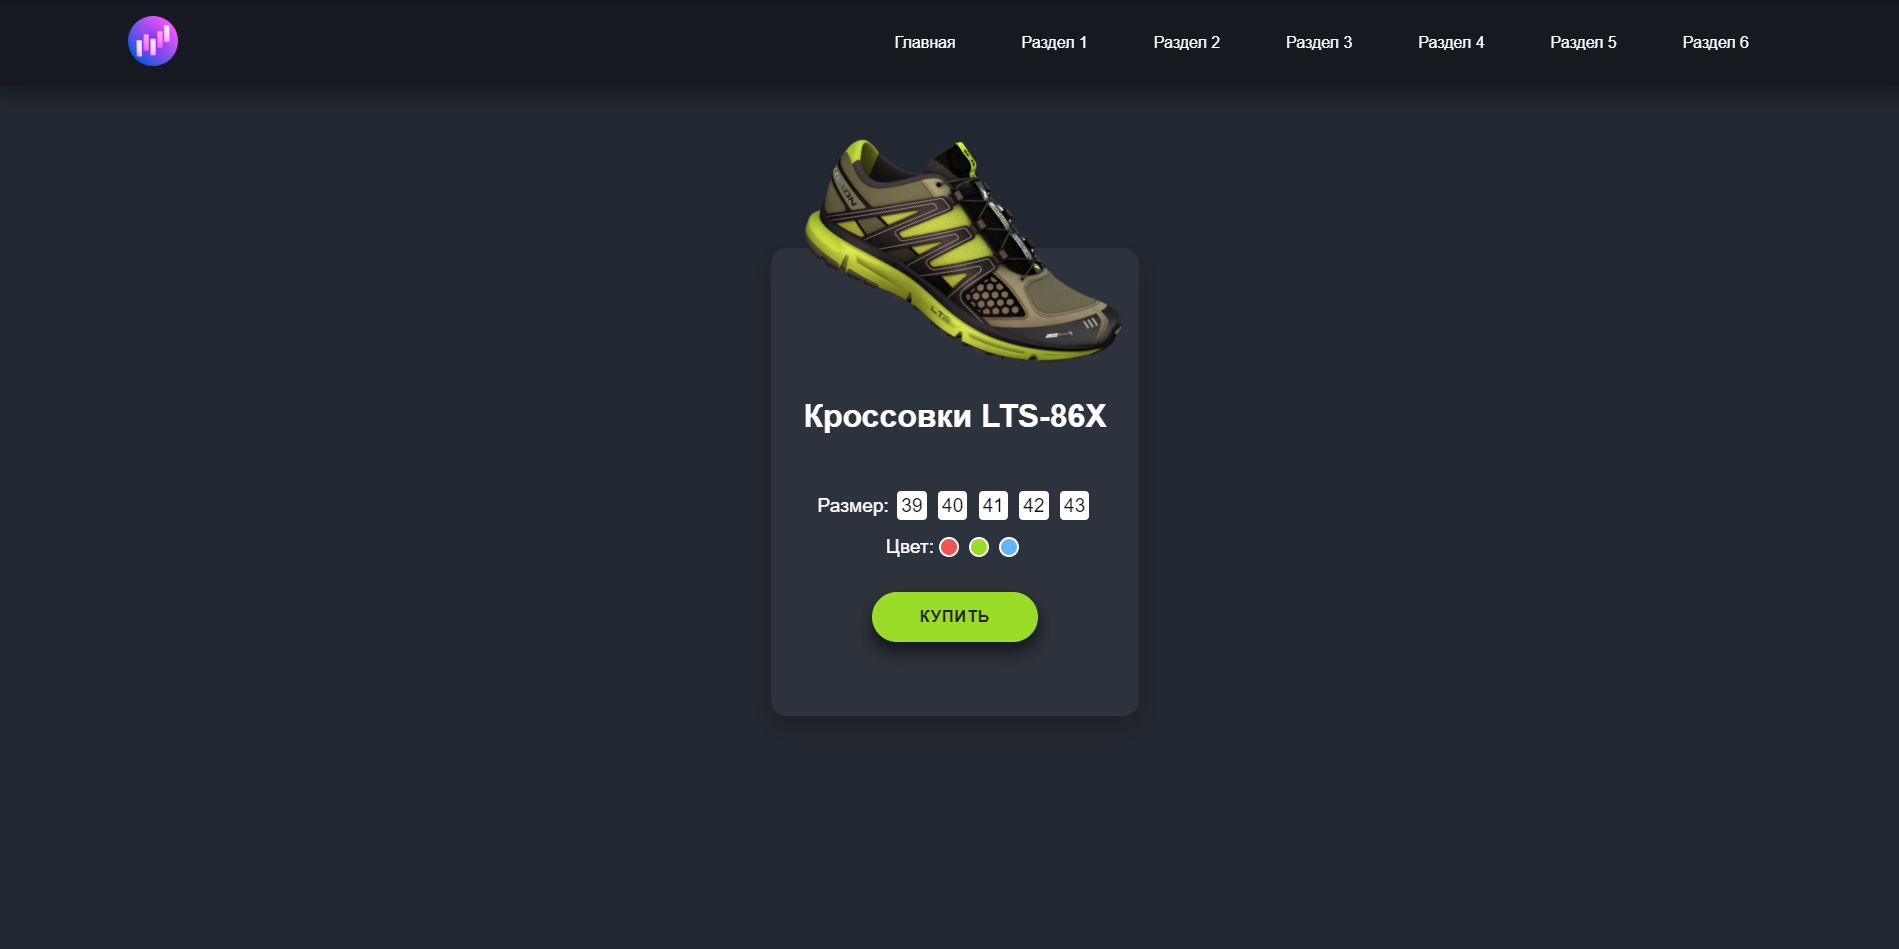 Главная Раздел 1 Раздел 2 Раздел 3 Раздел 4 Раздел 5 Раздел 6
Кроссовки LTS-86X
Размер: 39 40 41 42 43
Цвет:
КУПИТЬ